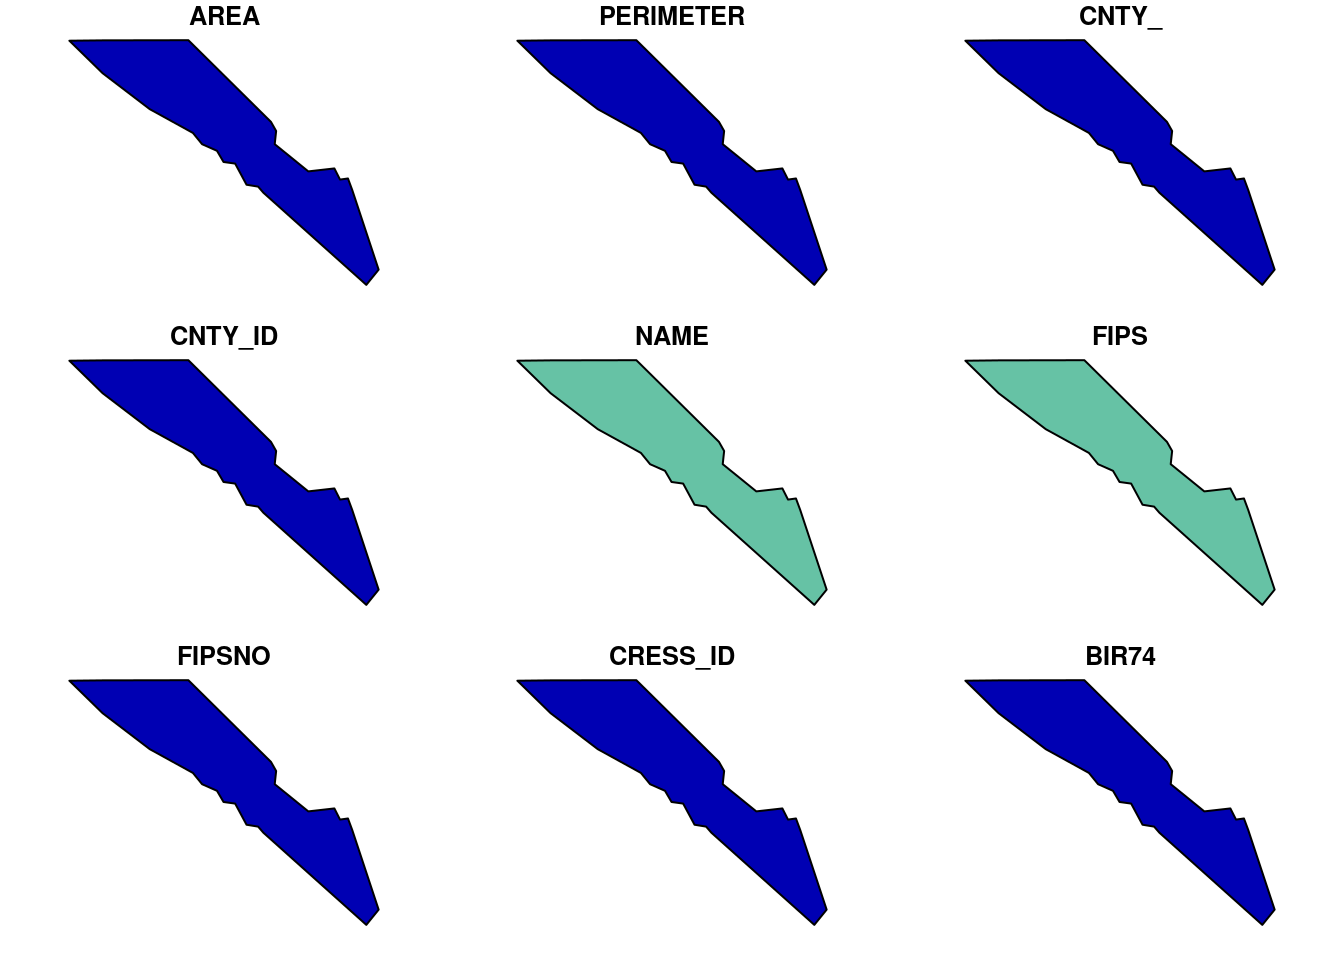 AREA PERIMETER CNTY_
CNTY_ID NAME FIPS
FIPSNO CRESS_ID BIR74